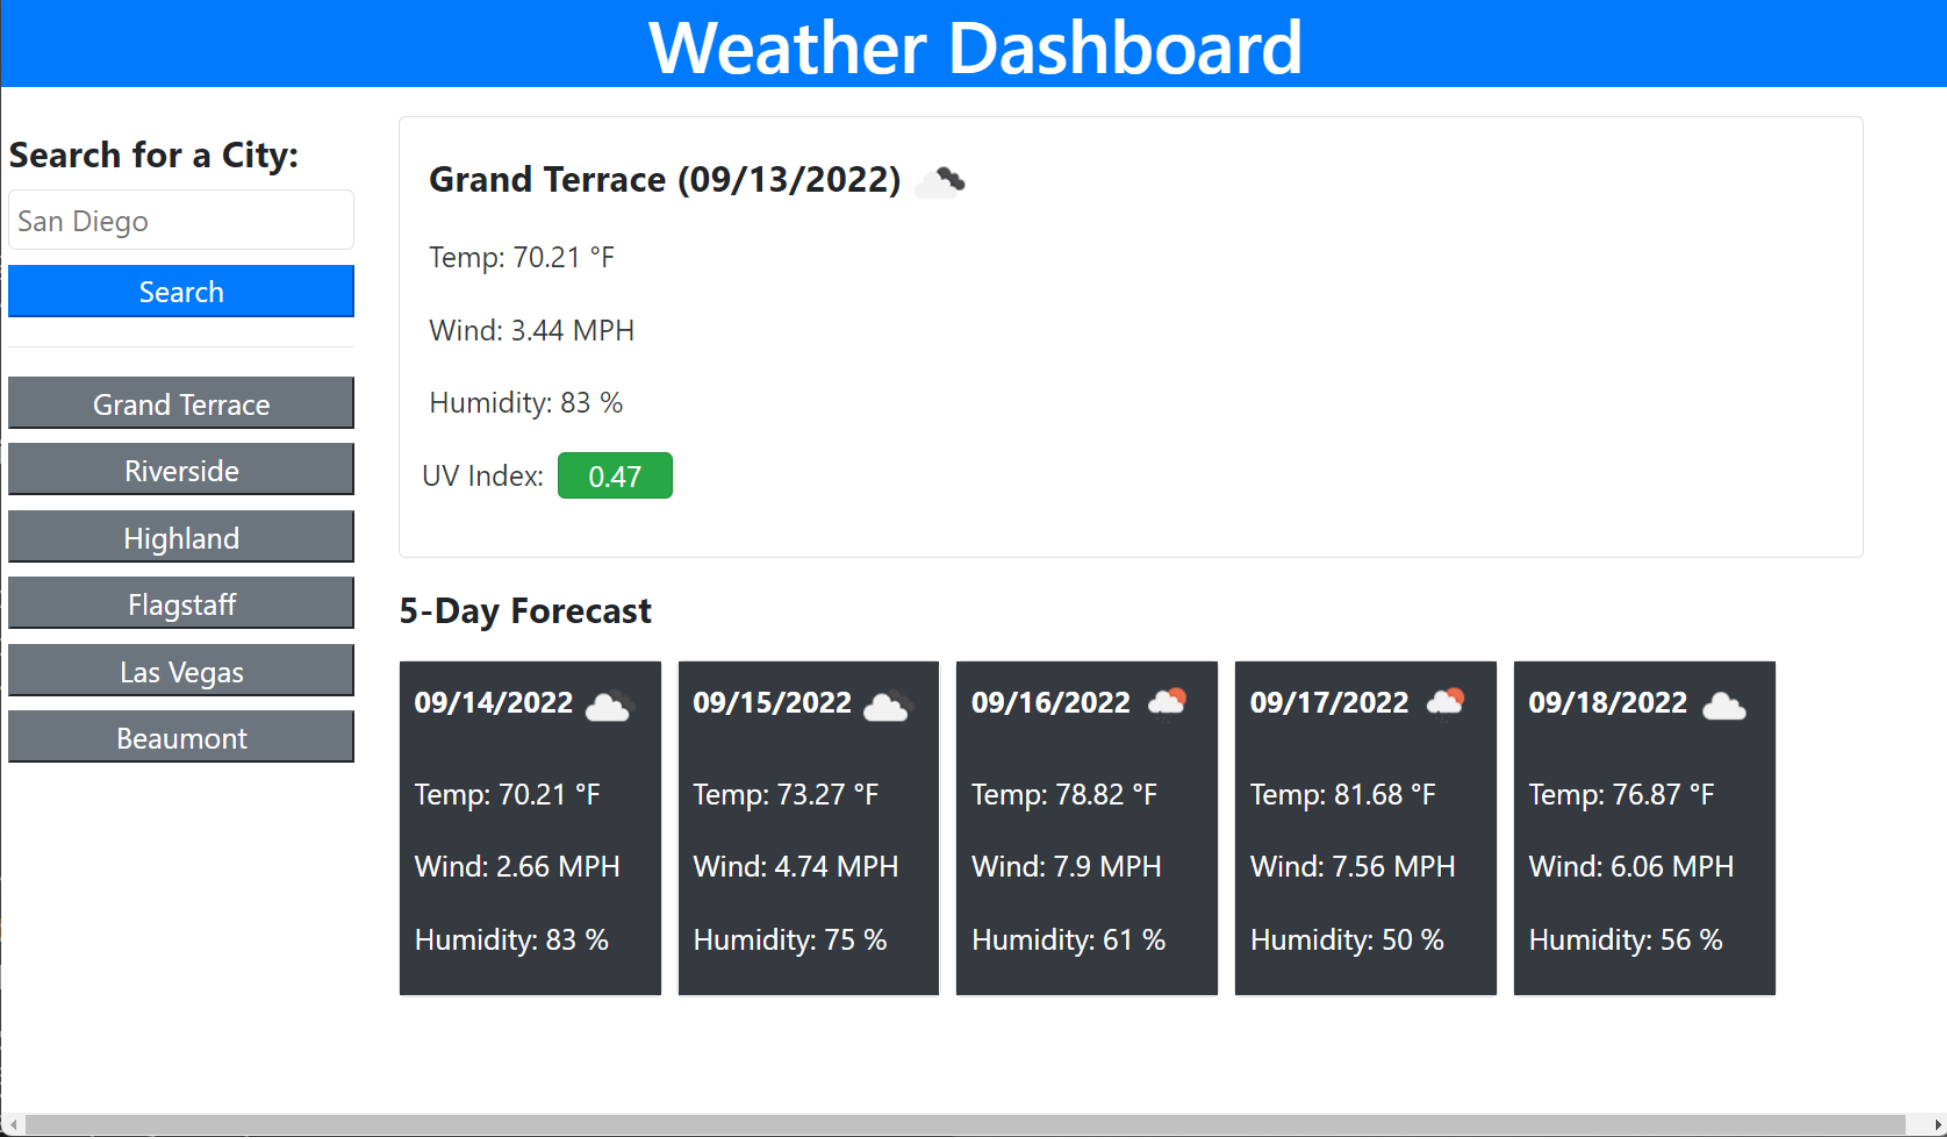 Weather Dashboard
Search for a City:
San Diego
Search
Grand Terrace
Riverside
Highland
Flagstaff
Las Vegas
Beaumont
Grand Terrace (09/13/2022)
Temp: 70.21 °F
Wind: 3.44 MPH
Humidity: 83 %
UV Index: 0.47
5-Day Forecast
09/14/2022
Temp: 70.21 °F
Wind: 2.66 MPH
Humidity: 83 %
09/15/2022
Temp: 73.27 °F
Wind: 4.74 MPH
Humidity: 75 %
09/16/2022
Temp: 78.82 °F
Wind: 7.9 MPH
Humidity: 61 %
09/17/2022
Temp: 81.68 °F
Wind: 7.56 MPH
Humidity: 50 %
09/18/2022
Temp: 76.87 °F
Wind: 6.06 MPH
Humidity: 56 %